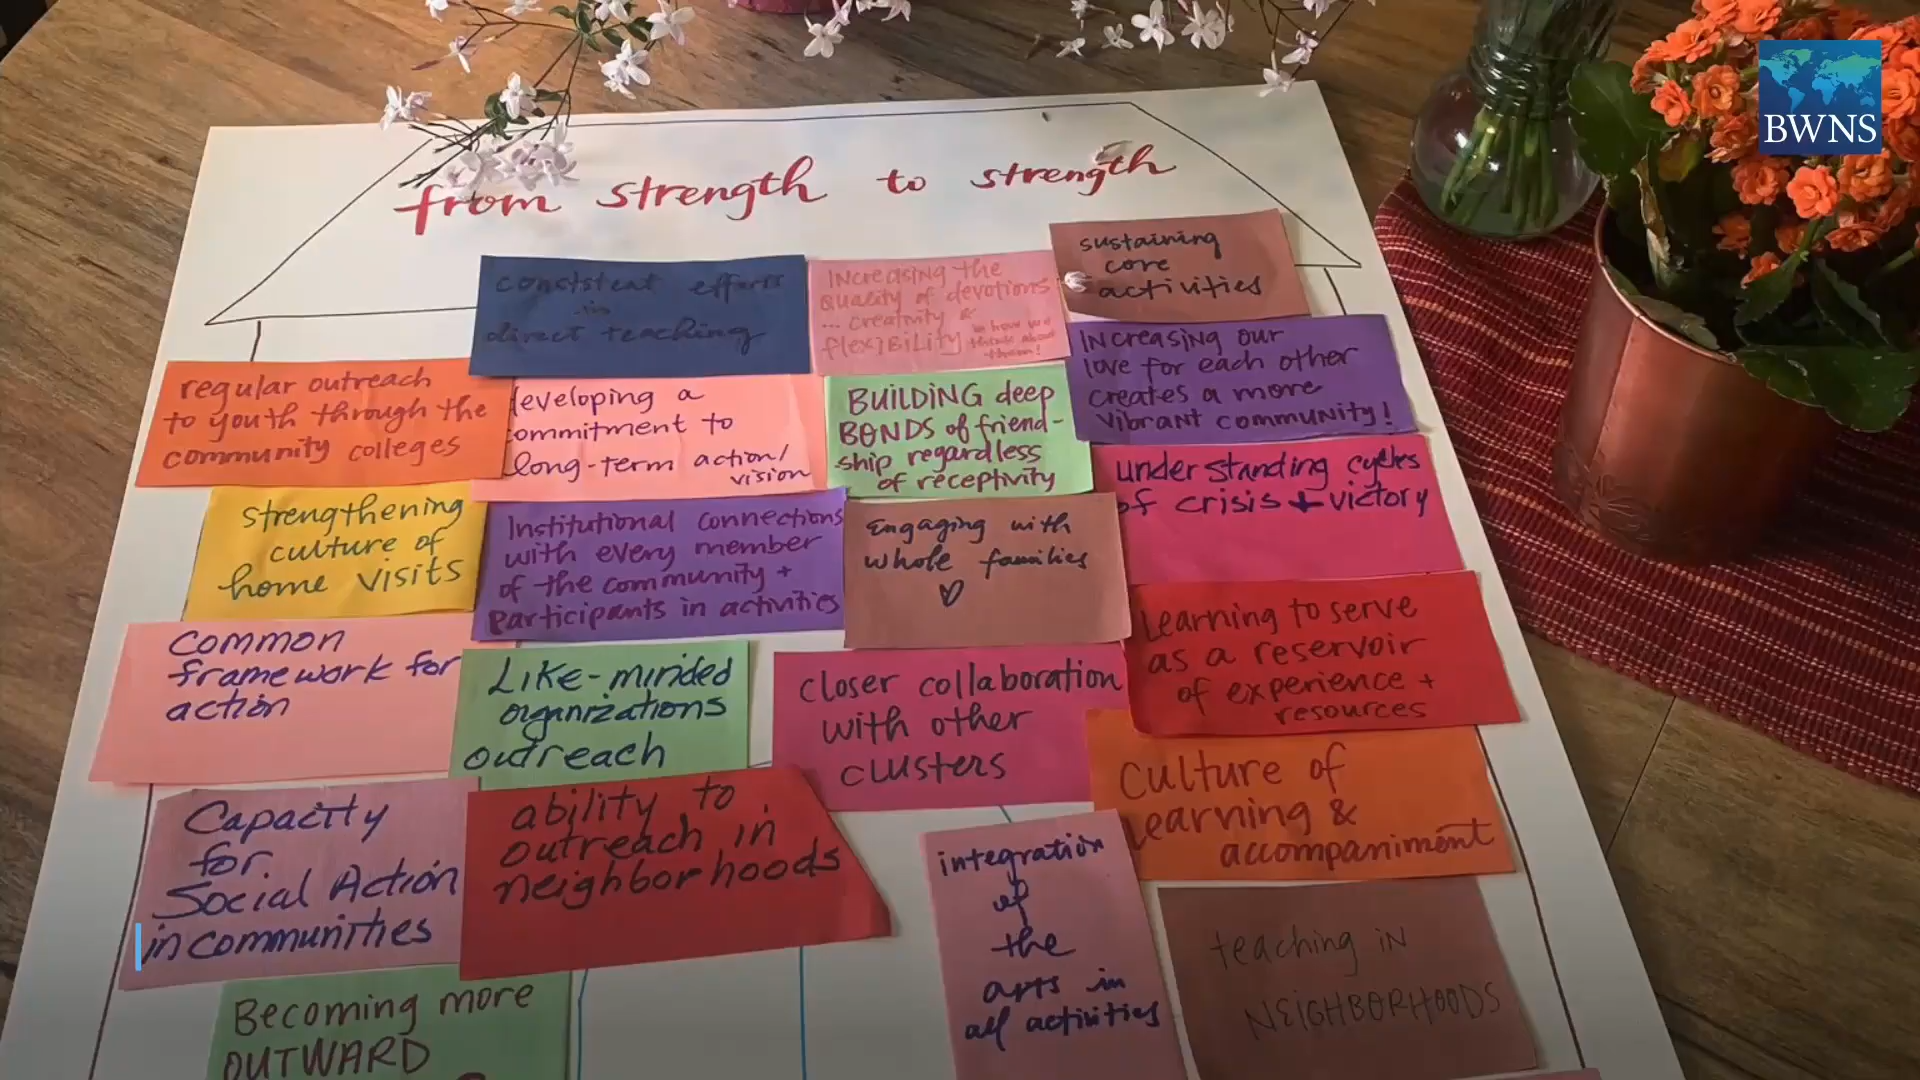 BWNS
from strength to strength
consistent efforts
in
direct teaching
INCREASING the
QUALITY of devotions
... creativity &
flexIBILITY in how we
think about
them!
sustaining
core
activities
regular outreach
to youth through the
community colleges
developing a
commitment to
long-term action/
vision
BUILDING deep
BONDS of friend-
ship regardless
of receptivity
INCREASING our
love for each other
creates a more
vibrant community!
strengthening
culture of
home visits
Institutional connections
with every member
of the community +
participants in activities
Engaging with
whole families
♡
understanding cycles
of crisis + victory
Common
framework for
action
Like-minded
organizations
outreach
closer collaboration
with other
clusters
Learning to serve
as a reservoir
of experience +
resources
Capacity
for
Social Action
in communities
ability to
outreach in
neighborhoods
Culture of
learning &
accompaniment
integration
of
the
arts in
all activities
teaching in
NEIGHBORHOODS
Becoming more
OUTWARD